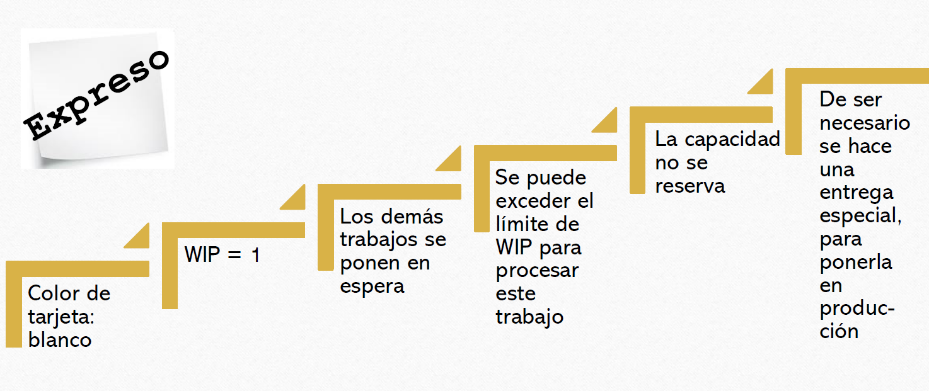 Expreso
Color de
tarjeta:
blanco
WIP = 1
Los demás
trabajos se
ponen en
espera
Se puede
exceder el
límite de
WIP para
procesar
este
trabajo
La capacidad
no se
reserva
De ser
necesario
se hace
una
entrega
especial,
para
ponerla
en
produc-
ción